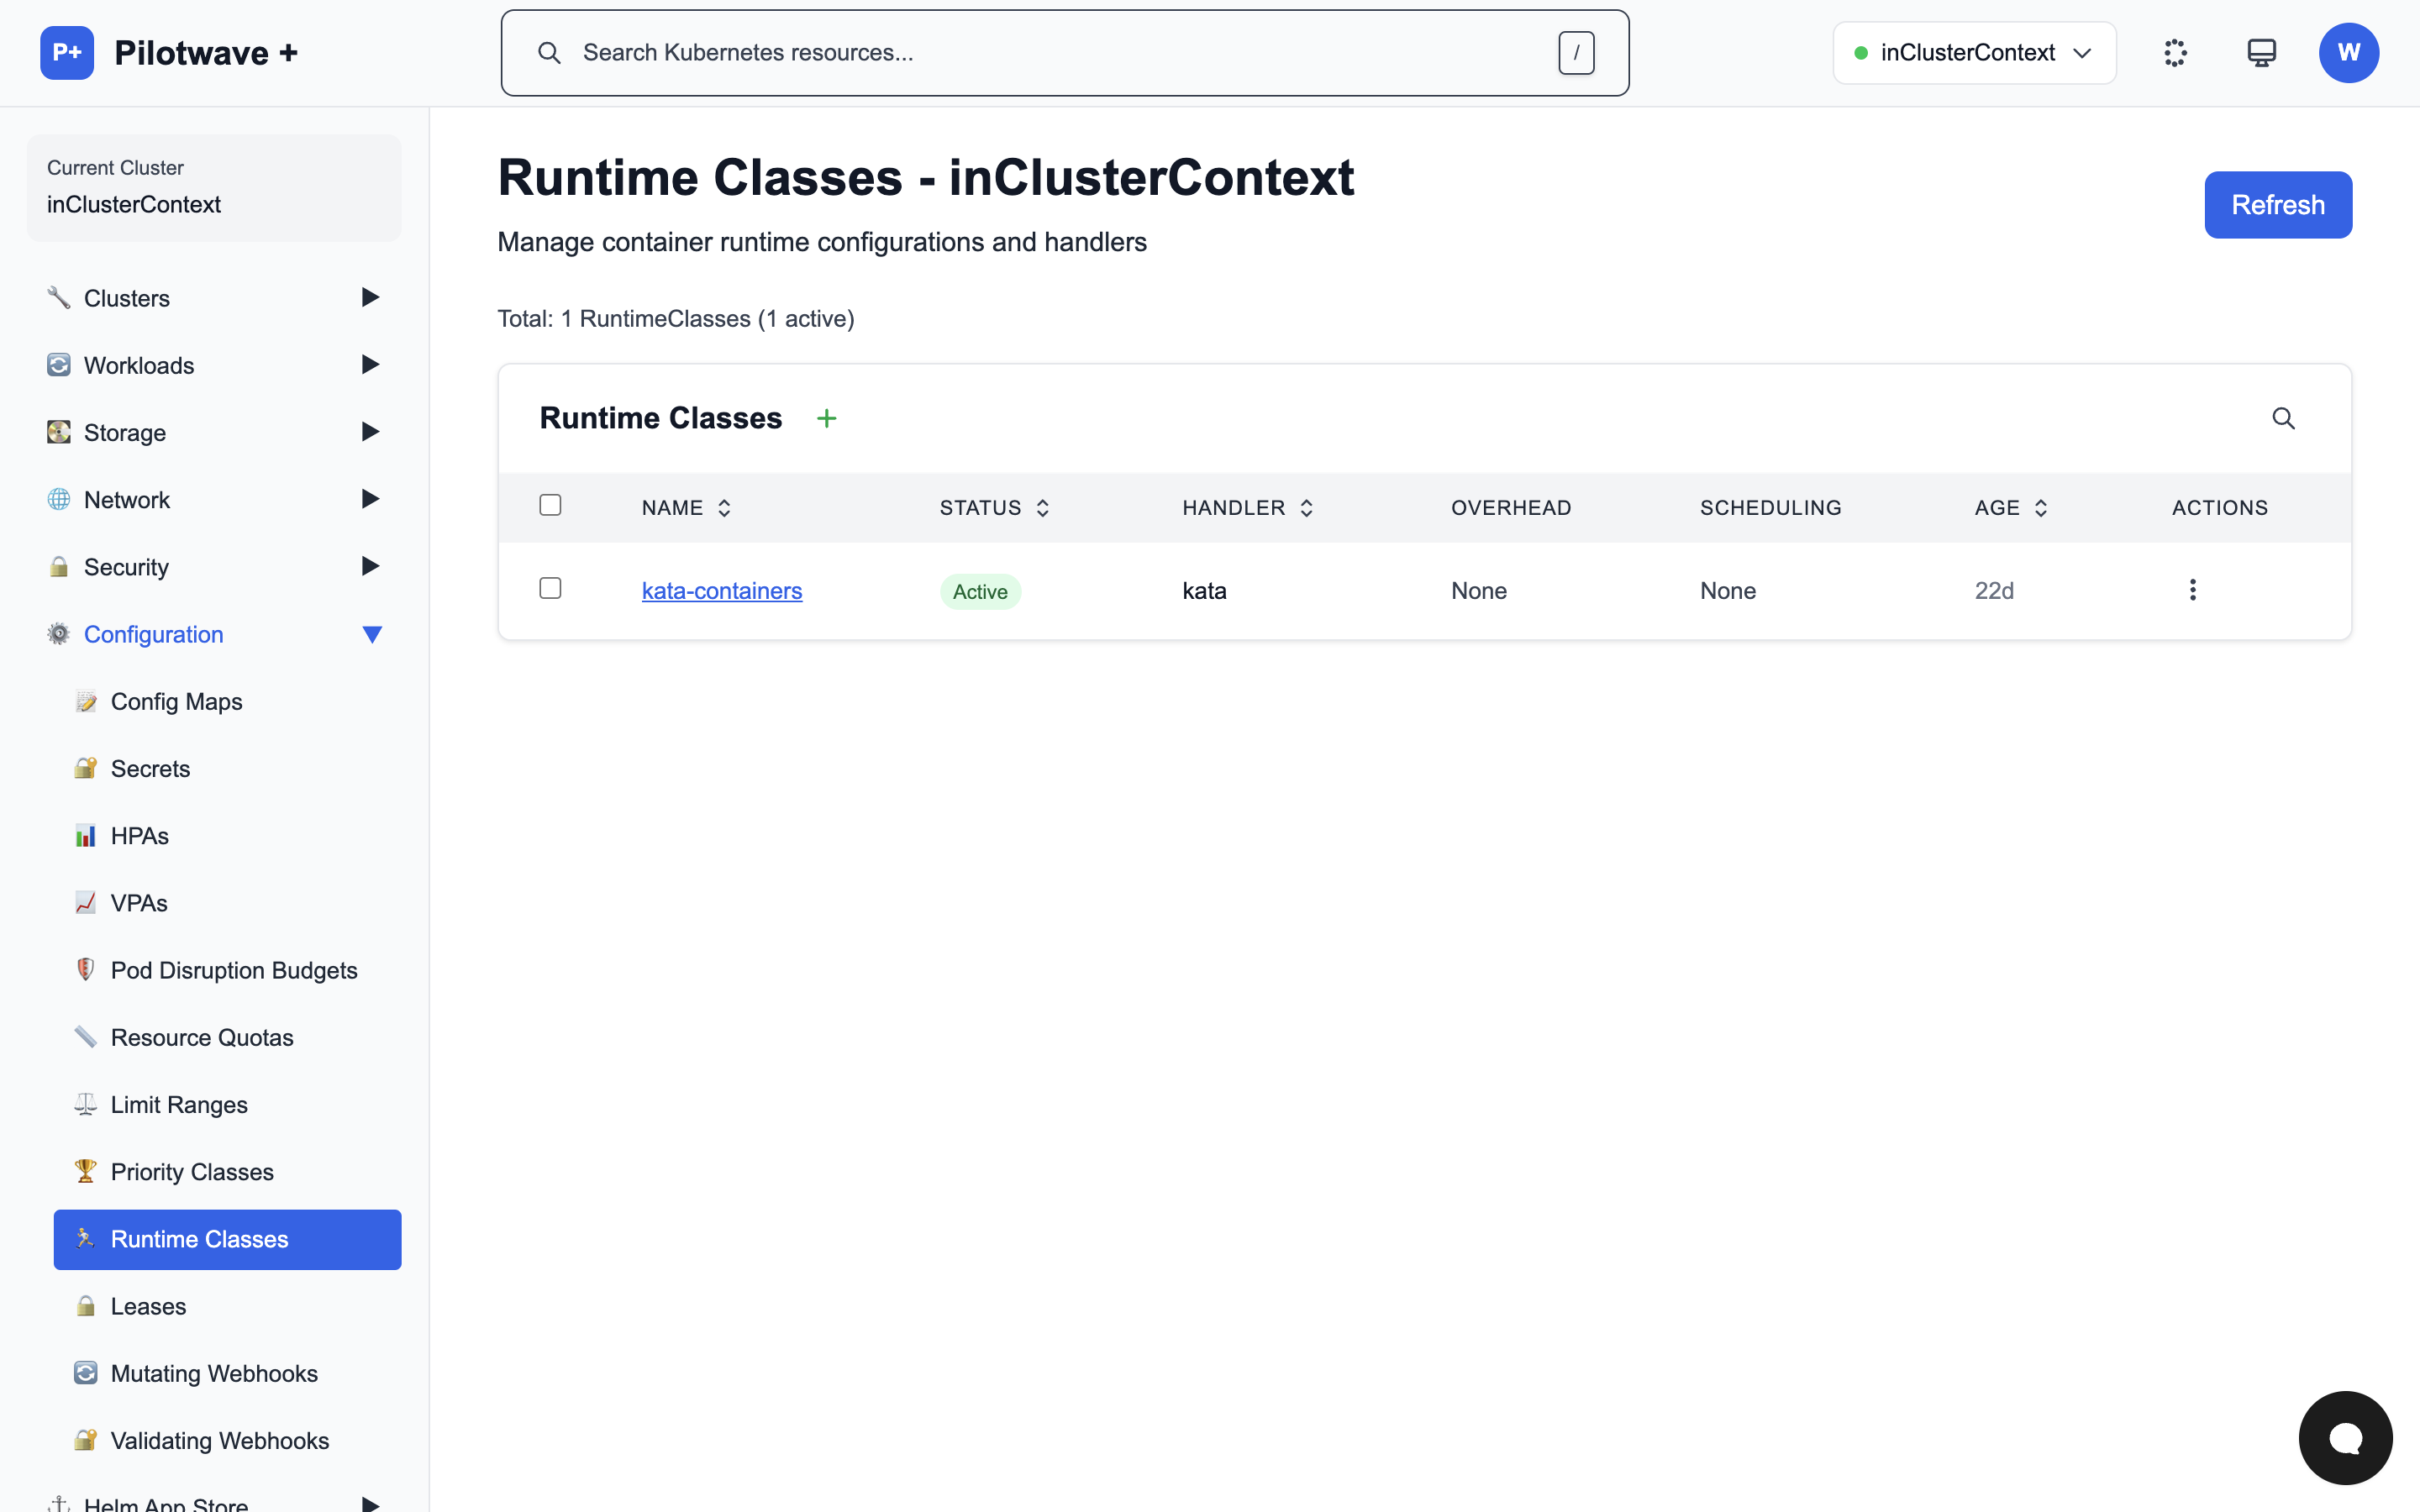 P+ Pilotwave +
Search Kubernetes resources... /
inClusterContext
W
Current Cluster
inClusterContext
Clusters
Workloads
Storage
Network
Security
Configuration
Config Maps
Secrets
HPAs
VPAs
Pod Disruption Budgets
Resource Quotas
Limit Ranges
Priority Classes
Runtime Classes
Leases
Mutating Webhooks
Validating Webhooks
Helm App Store
Runtime Classes - inClusterContext
Manage container runtime configurations and handlers
Refresh
Total: 1 RuntimeClasses (1 active)
Runtime Classes +
NAME STATUS HANDLER OVERHEAD SCHEDULING AGE ACTIONS
kata-containers Active kata None None 22d